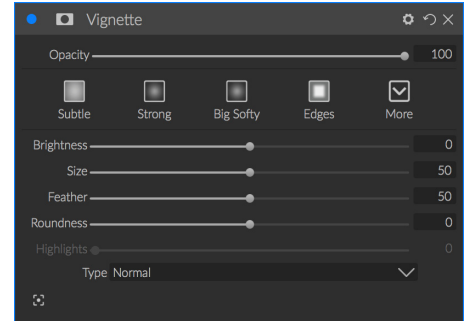 Vignette
Opacity 100
Subtle Strong Big Softy Edges More
Brightness 0
Size 50
Feather 50
Roundness 0
Highlights 0
Type Normal